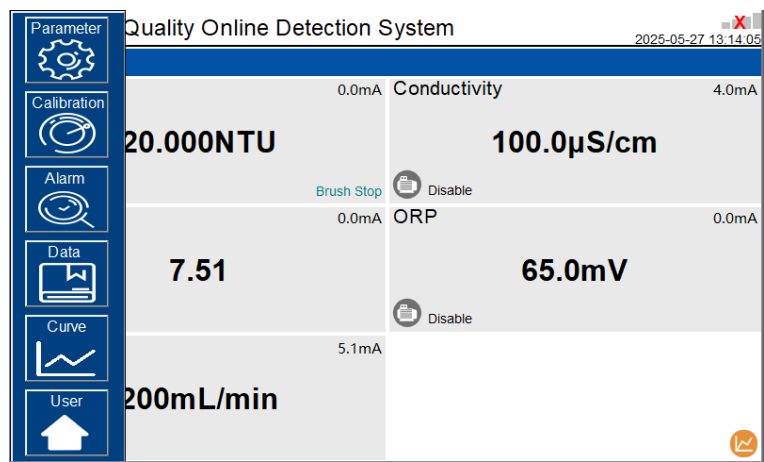 Quality Online Detection System
2025-05-27 13:14:05
Parameter
Calibration
Alarm
Data
Curve
User
0.0mA
20.000NTU
Brush Stop
Conductivity
4.0mA
100.0µS/cm
Disable
0.0mA
7.51
ORP
0.0mA
65.0mV
Disable
5.1mA
200mL/min